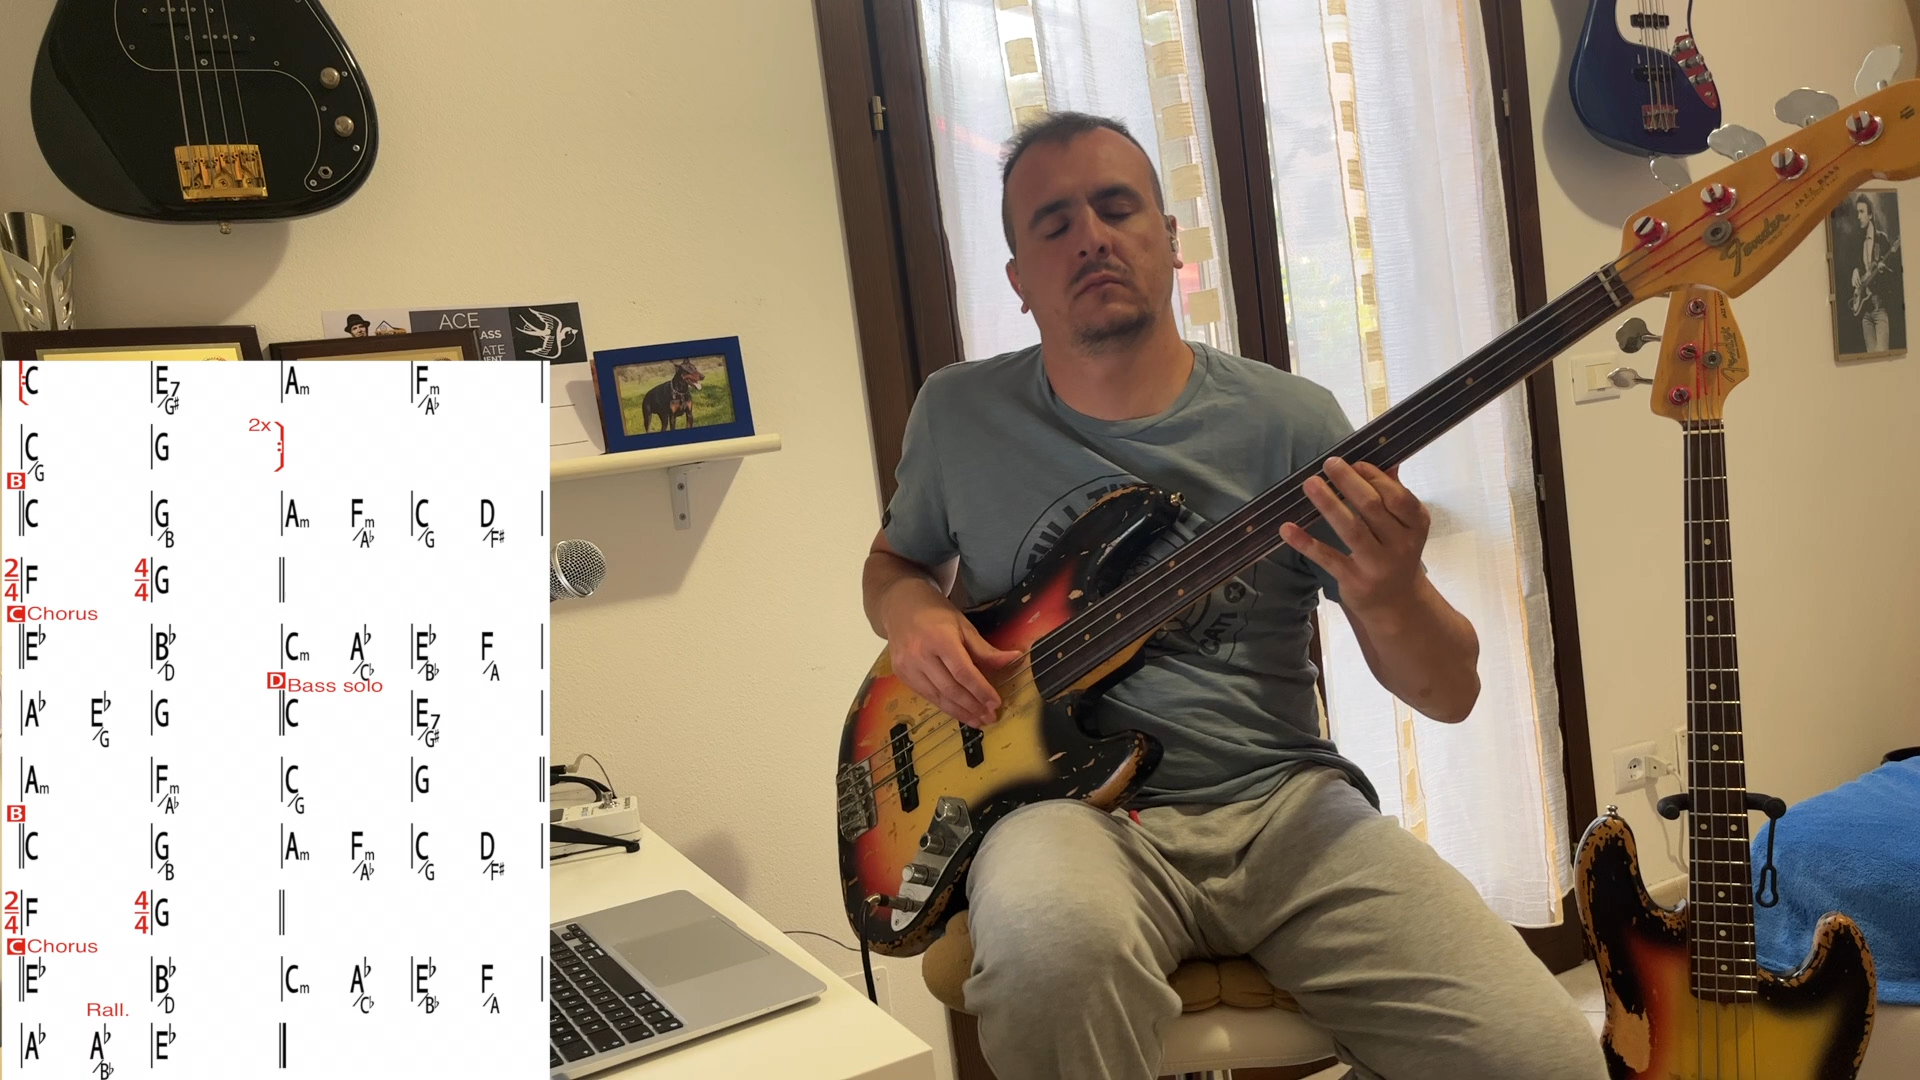 C E7/G# Am Fm/A♭
C/G G 2x
B
C G/B Am Fm/A♭ C/G D/F#
2/4 F 4/4 G
C Chorus
E♭ B♭/D Cm A♭/C♭ E♭/B♭ F/A
D Bass solo
A♭ E♭/G G C E7/G#
Am Fm/A♭ C/G G
B
C G/B Am Fm/A♭ C/G D/F#
2/4 F 4/4 G
C Chorus
E♭ B♭/D Cm A♭/C♭ E♭/B♭ F/A
Rall.
A♭ A♭/B♭ E♭
ACE
Fender
JAZZ BASS
Fender